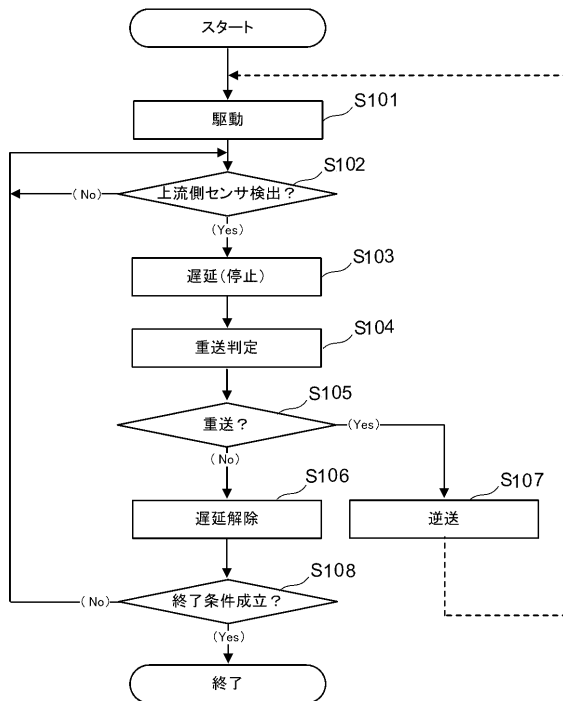 スタート
S101
駆動
S102
上流側センサ検出？
(No)
(Yes)
S103
遅延(停止)
S104
重送判定
S105
重送？
(Yes)
(No)
S106
遅延解除
S107
逆送
S108
終了条件成立？
(No)
(Yes)
終了